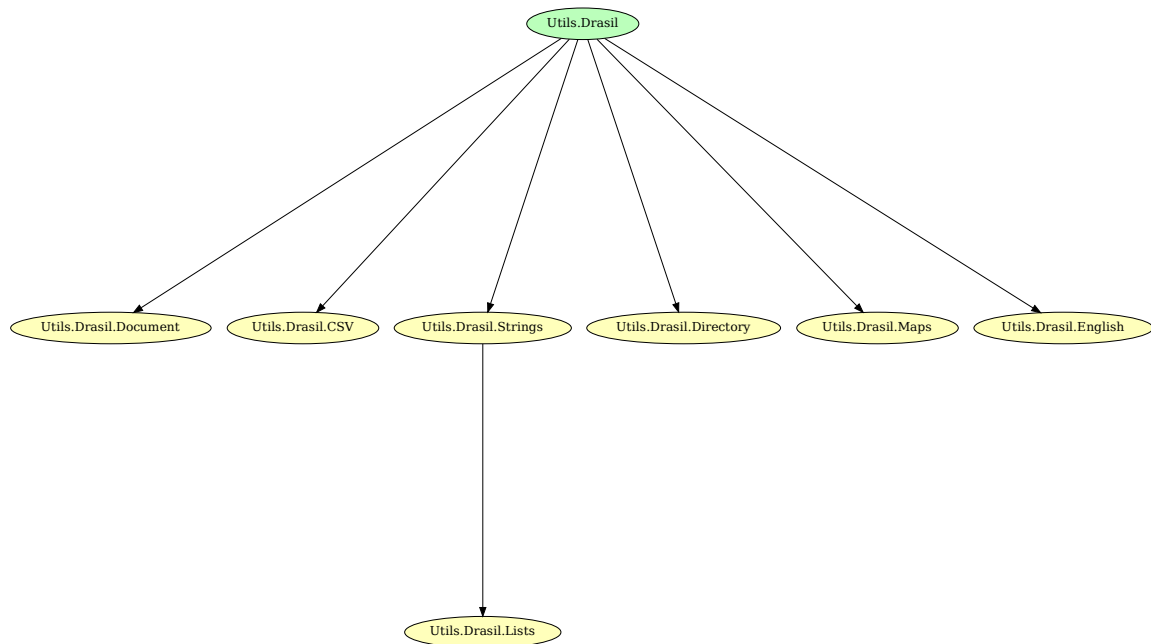 Utils.Drasil
Utils.Drasil.Document
Utils.Drasil.CSV
Utils.Drasil.Strings
Utils.Drasil.Directory
Utils.Drasil.Maps
Utils.Drasil.English
Utils.Drasil.Lists